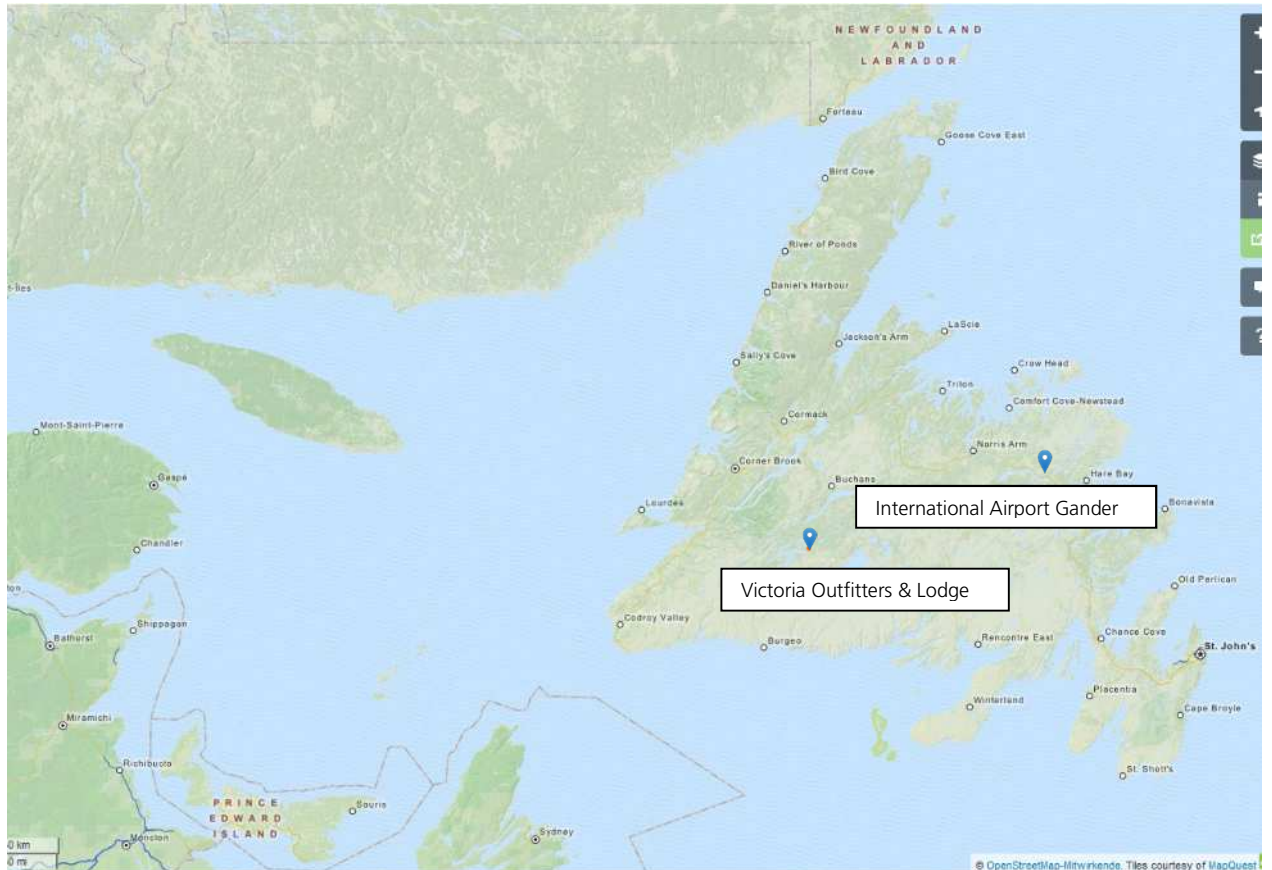 NEWFOUNDLAND
AND
LABRADOR
Forteau
Goose Cove East
Bird Cove
River of Ponds
Daniel's Harbour
Jackson's Arm
LaScie
Sally's Cove
Crow Head
Triton
Comfort Cove-Newstead
Cormack
Mont-Saint-Pierre
Norris Arm
Corner Brook
Gaspé
Buchans
Hare Bay
International Airport Gander
Bonavista
Lourdes
Chandler
Victoria Outfitters & Lodge
Old Perlican
Codroy Valley
Shippagan
Bathurst
Burgeo
Rencontre East
Chance Cove
St. John's
Placentia
Winterland
Cape Broyle
Miramichi
Richibucto
St. Shott's
PRINCE
EDWARD
ISLAND
Souris
Sydney
Moncton
0 km
0 mi
© OpenStreetMap-Mitwirkende, Tiles courtesy of MapQuest